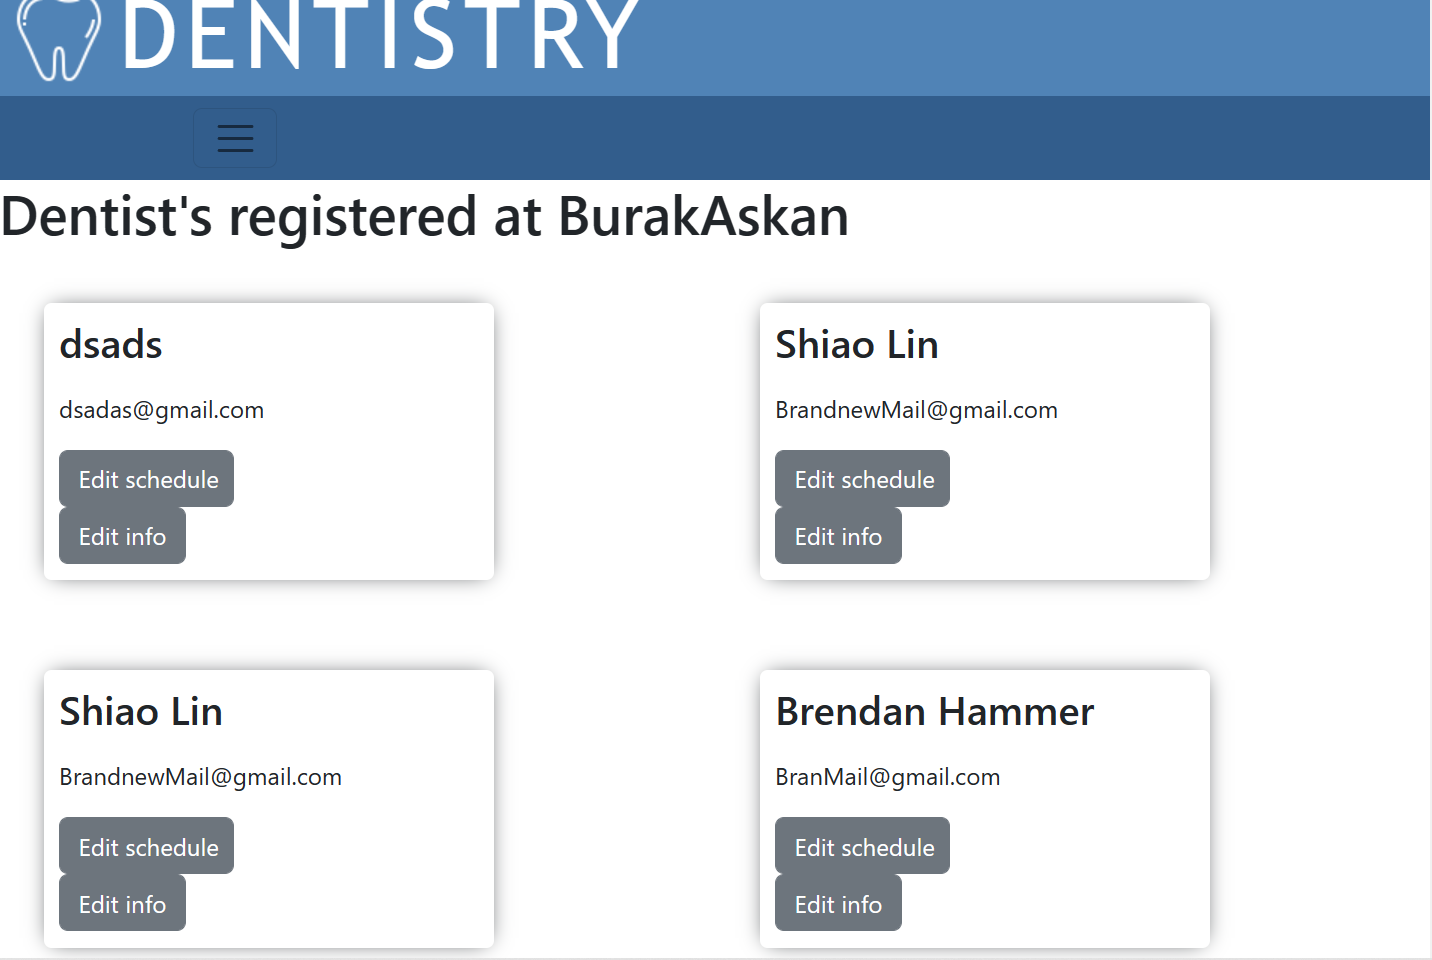 DENTISTRY
Dentist's registered at BurakAskan
dsads
dsadas@gmail.com
Edit schedule
Edit info
Shiao Lin
BrandnewMail@gmail.com
Edit schedule
Edit info
Shiao Lin
BrandnewMail@gmail.com
Edit schedule
Edit info
Brendan Hammer
BranMail@gmail.com
Edit schedule
Edit info